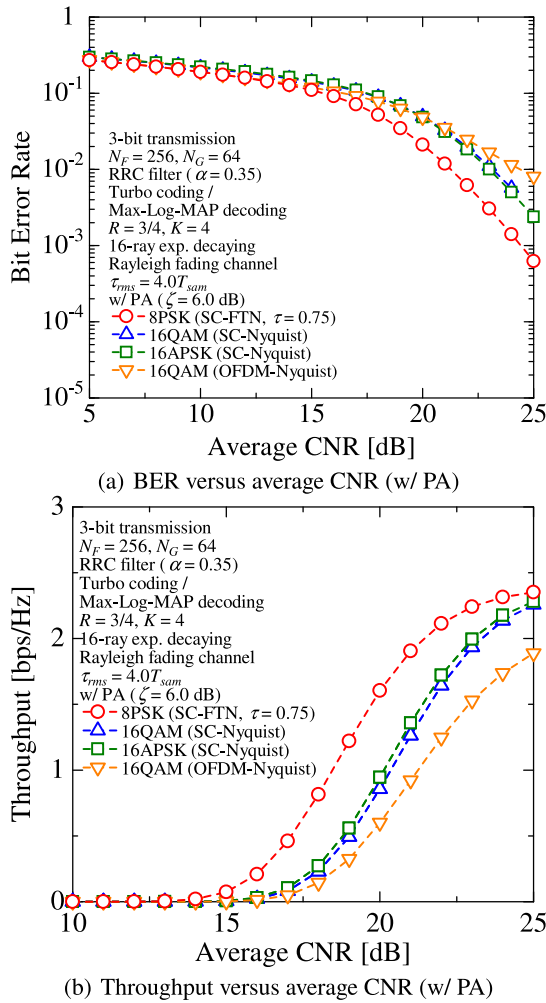 1
10⁻¹
10⁻²
10⁻³
10⁻⁴
10⁻⁵
Bit Error Rate
3-bit transmission
N_F = 256, N_G = 64
RRC filter (α = 0.35)
Turbo coding /
Max-Log-MAP decoding
R = 3/4, K = 4
16-ray exp. decaying
Rayleigh fading channel
τ_rms = 4.0T_sam
w/ PA (ζ = 6.0 dB)
8PSK (SC-FTN, τ = 0.75)
16QAM (SC-Nyquist)
16APSK (SC-Nyquist)
16QAM (OFDM-Nyquist)
5 10 15 20 25
Average CNR [dB]
(a) BER versus average CNR (w/ PA)
3
2
1
0
Throughput [bps/Hz]
3-bit transmission
N_F = 256, N_G = 64
RRC filter (α = 0.35)
Turbo coding /
Max-Log-MAP decoding
R = 3/4, K = 4
16-ray exp. decaying
Rayleigh fading channel
τ_rms = 4.0T_sam
w/ PA (ζ = 6.0 dB)
8PSK (SC-FTN, τ = 0.75)
16QAM (SC-Nyquist)
16APSK (SC-Nyquist)
16QAM (OFDM-Nyquist)
10 15 20 25
Average CNR [dB]
(b) Throughput versus average CNR (w/ PA)